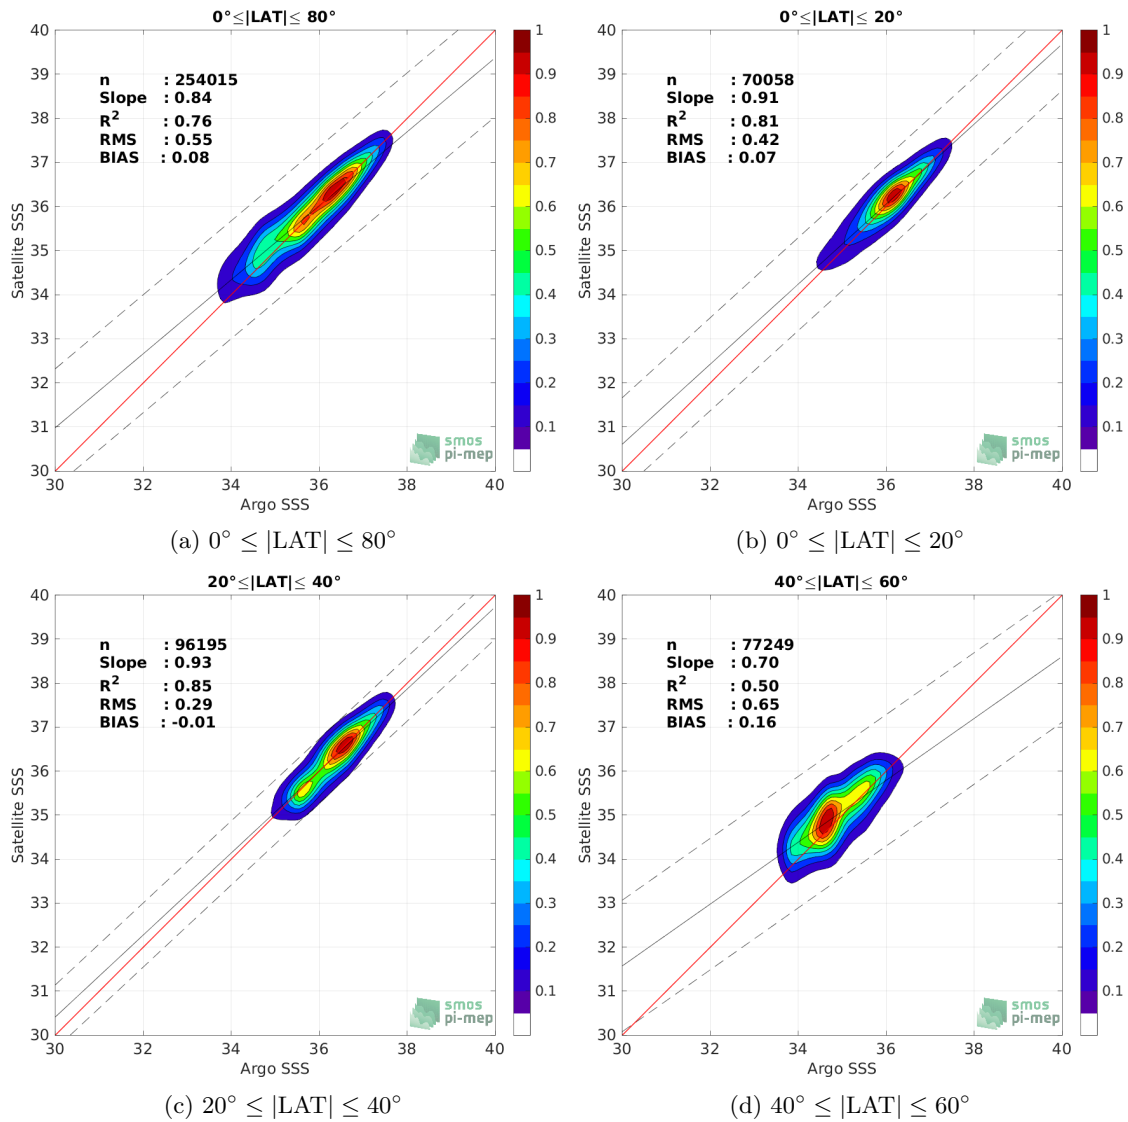 0°≤|LAT|≤ 80°
n : 254015
Slope : 0.84
R² : 0.76
RMS : 0.55
BIAS : 0.08
40
39
38
37
36
35
34
33
32
31
30
Satellite SSS
30 32 34 36 38 40
Argo SSS
1
0.9
0.8
0.7
0.6
0.5
0.4
0.3
0.2
0.1
smos
pi-mep
(a) 0° ≤ |LAT| ≤ 80°
0°≤|LAT|≤ 20°
n : 70058
Slope : 0.91
R² : 0.81
RMS : 0.42
BIAS : 0.07
40
39
38
37
36
35
34
33
32
31
30
Satellite SSS
30 32 34 36 38 40
Argo SSS
1
0.9
0.8
0.7
0.6
0.5
0.4
0.3
0.2
0.1
smos
pi-mep
(b) 0° ≤ |LAT| ≤ 20°
20°≤|LAT|≤ 40°
n : 96195
Slope : 0.93
R² : 0.85
RMS : 0.29
BIAS : -0.01
40
39
38
37
36
35
34
33
32
31
30
Satellite SSS
30 32 34 36 38 40
Argo SSS
1
0.9
0.8
0.7
0.6
0.5
0.4
0.3
0.2
0.1
smos
pi-mep
(c) 20° ≤ |LAT| ≤ 40°
40°≤|LAT|≤ 60°
n : 77249
Slope : 0.70
R² : 0.50
RMS : 0.65
BIAS : 0.16
40
39
38
37
36
35
34
33
32
31
30
Satellite SSS
30 32 34 36 38 40
Argo SSS
1
0.9
0.8
0.7
0.6
0.5
0.4
0.3
0.2
0.1
smos
pi-mep
(d) 40° ≤ |LAT| ≤ 60°